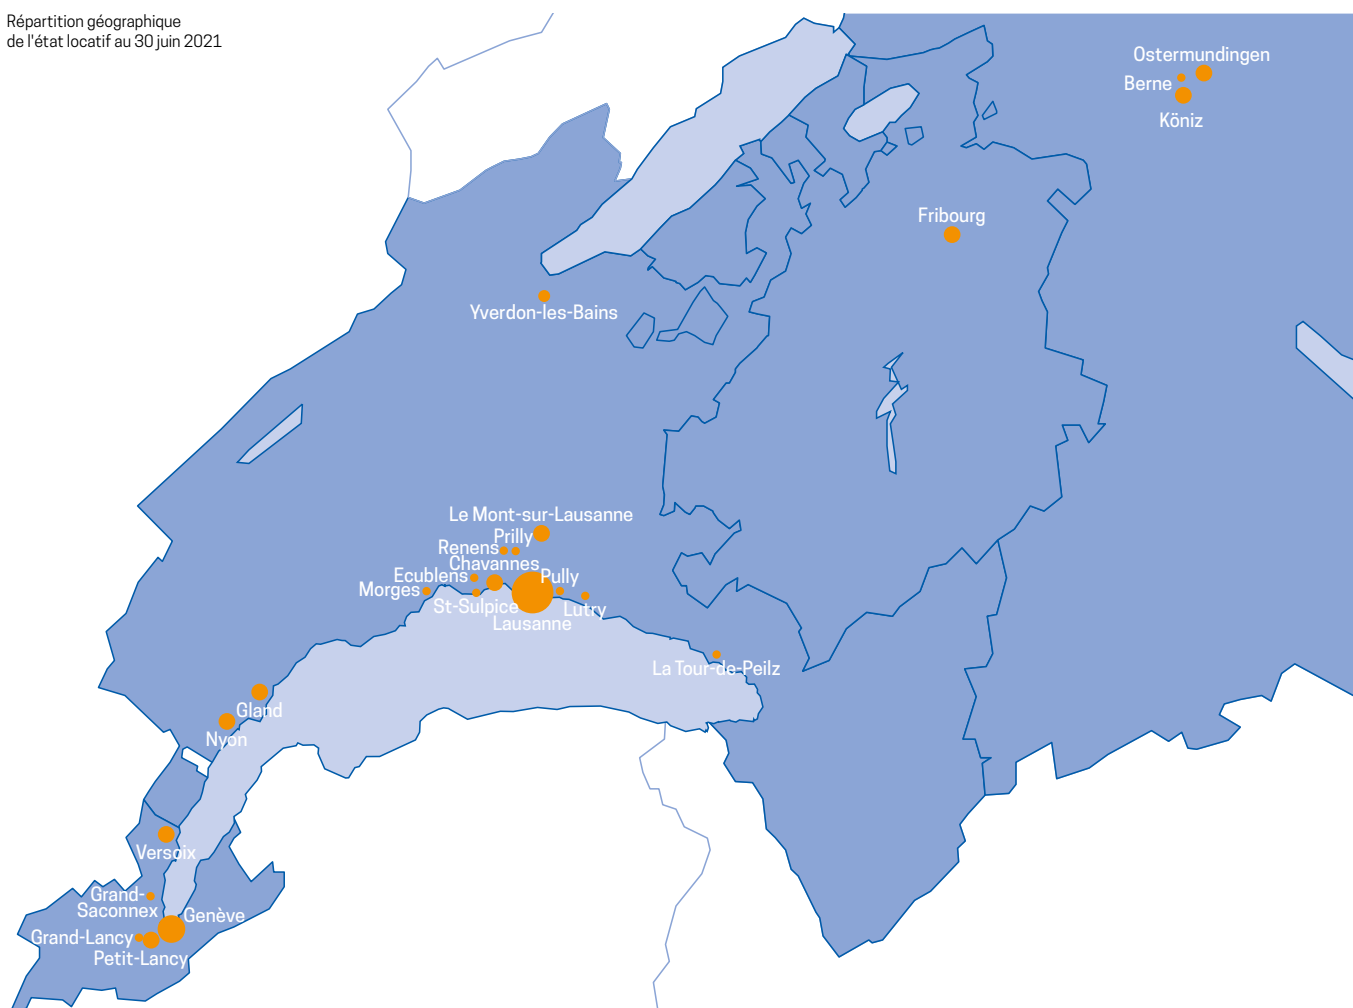 Répartition géographique
de l'état locatif au 30 juin 2021
Ostermundingen
Berne
Köniz
Fribourg
Yverdon-les-Bains
Le Mont-sur-Lausanne
Prilly
Renens
Chavannes
Ecublens
Pully
Morges
St-Sulpice
Lutry
Lausanne
La Tour-de-Peilz
Gland
Nyon
Versoix
Grand-
Saconnex
Genève
Grand-Lancy
Petit-Lancy